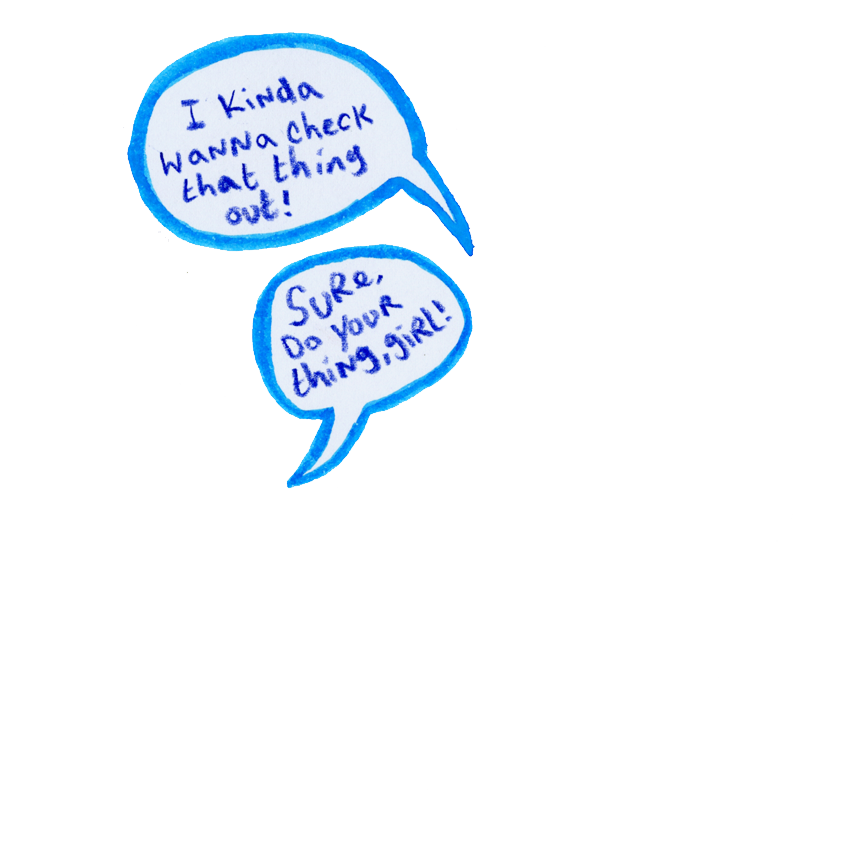 I Kinda
wanna check
that thing
out!
Sure,
Do your
thing, girl!